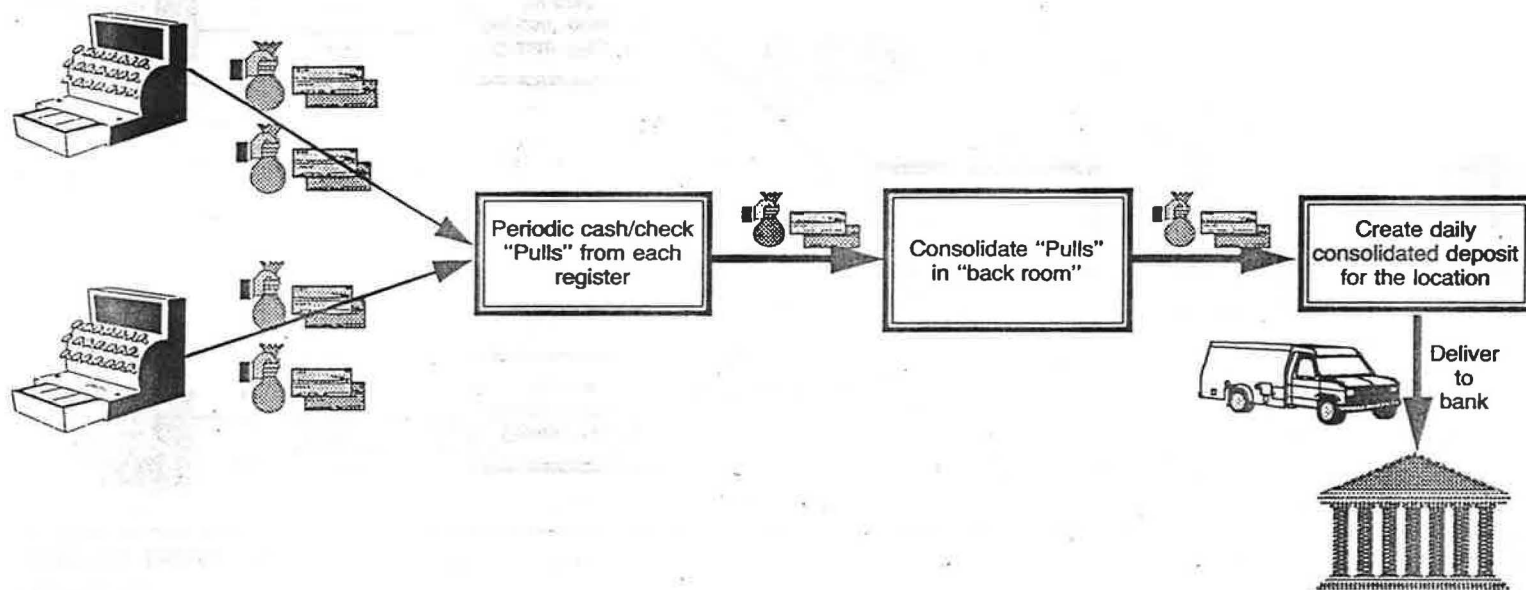 Periodic cash/check
"Pulls" from each
register
Consolidate "Pulls"
in "back room"
Create daily
consolidated deposit
for the location
Deliver
to
bank